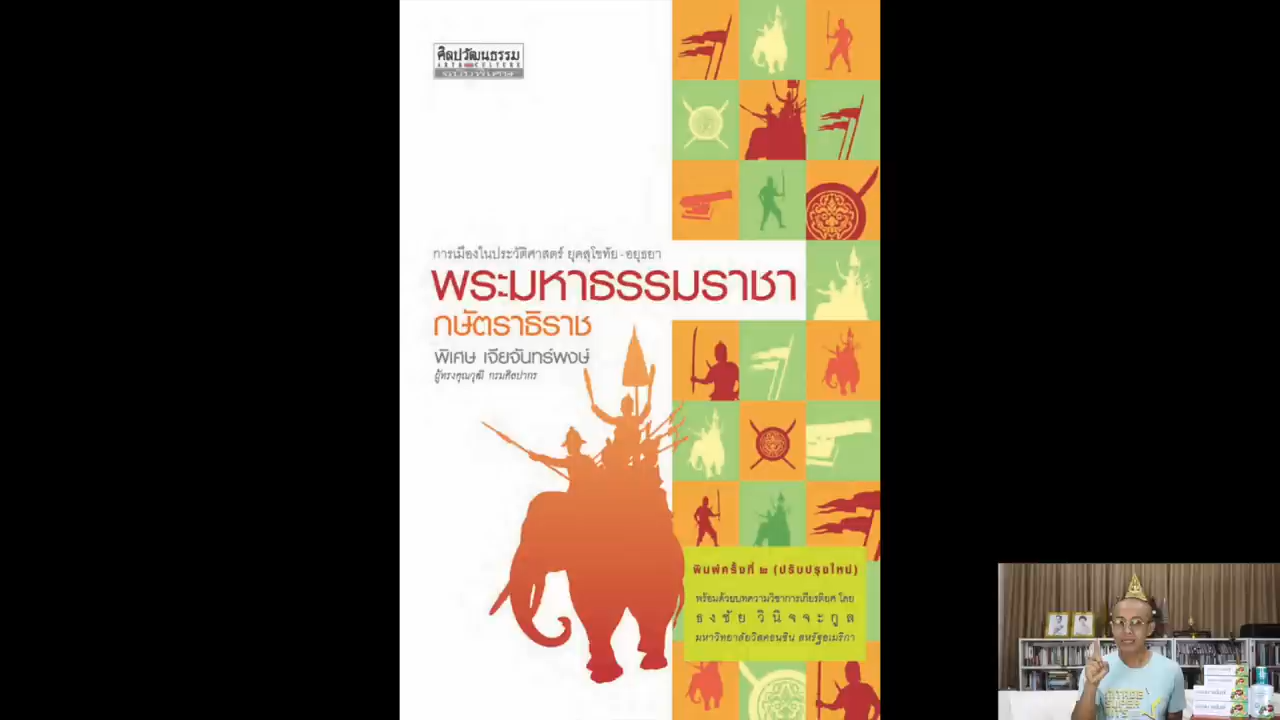 ศิลปวัฒนธรรม
ARTS CULTURE
ฉบับพิเศษ
การเมืองในประวัติศาสตร์ ยุคสุโขทัย-อยุธยา
พระมหาธรรมราชา
กษัตราธิราช
พิเศษ เจียจันทร์พงษ์
ผู้ทรงคุณวุฒิ กรมศิลปากร
พิมพ์ครั้งที่ ๒ (ปรับปรุงใหม่)
พร้อมด้วยบทความวิชาการเกียรติยศ โดย
ธงชัย วินิจจะกูล
มหาวิทยาลัยวิสคอนซิน สหรัฐอเมริกา